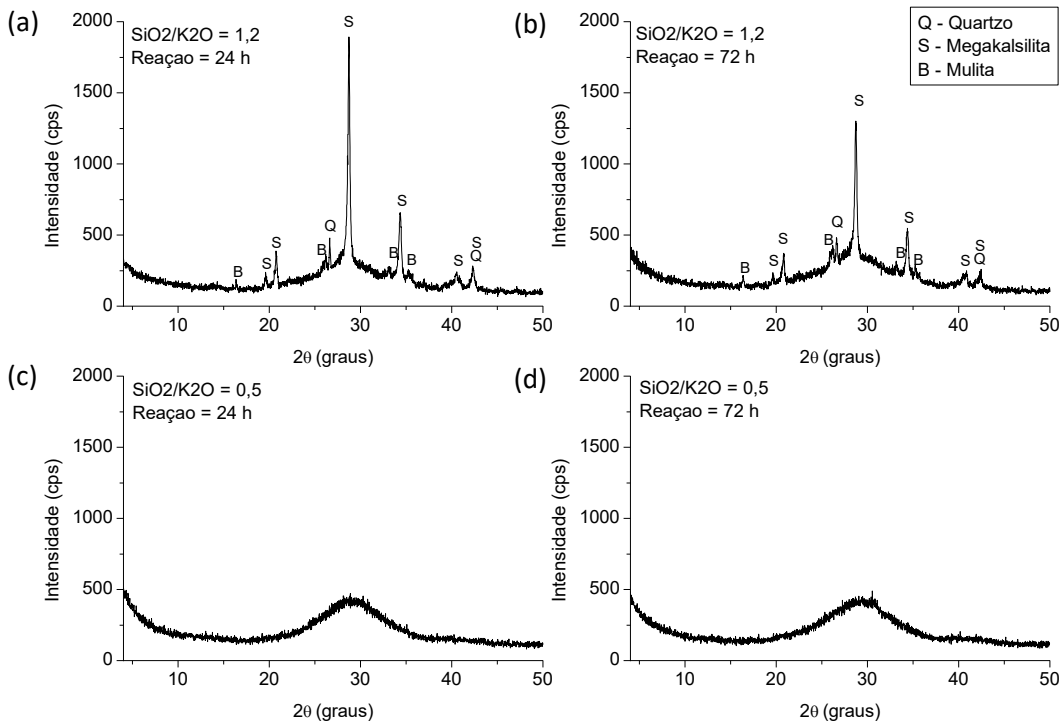 (a)
SiO2/K2O = 1,2
Reaçao = 24 h
Intensidade (cps)
2000
1500
1000
500
0
B
S
S
B
Q
S
B
S
B
S
S
Q
10
20
30
40
50
2θ (graus)
(b)
SiO2/K2O = 1,2
Reaçao = 72 h
Q - Quartzo
S - Megakalsilita
B - Mulita
Intensidade (cps)
2000
1500
1000
500
0
B
S
S
B
Q
S
B
S
B
S
S
Q
10
20
30
40
50
2θ (graus)
(c)
SiO2/K2O = 0,5
Reaçao = 24 h
Intensidade (cps)
2000
1500
1000
500
0
10
20
30
40
50
2θ (graus)
(d)
SiO2/K2O = 0,5
Reaçao = 72 h
Intensidade (cps)
2000
1500
1000
500
0
10
20
30
40
50
2θ (graus)